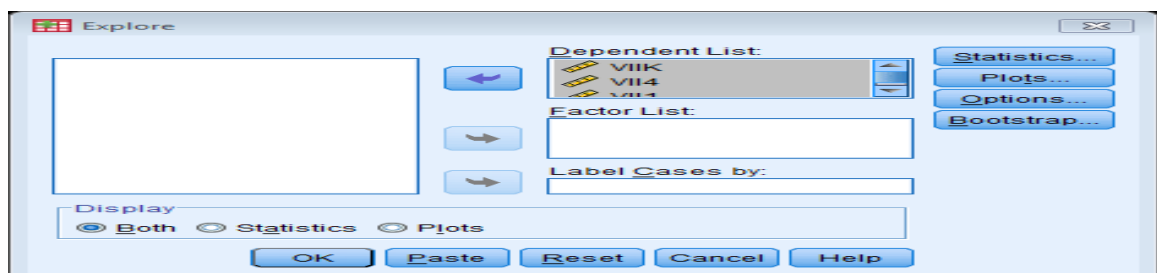 Explore
Dependent List:
VIIK
VII4
VII1
Factor List:
Label Cases by:
Statistics...
Plots...
Options...
Bootstrap...
Display
Both Statistics Plots
OK Paste Reset Cancel Help